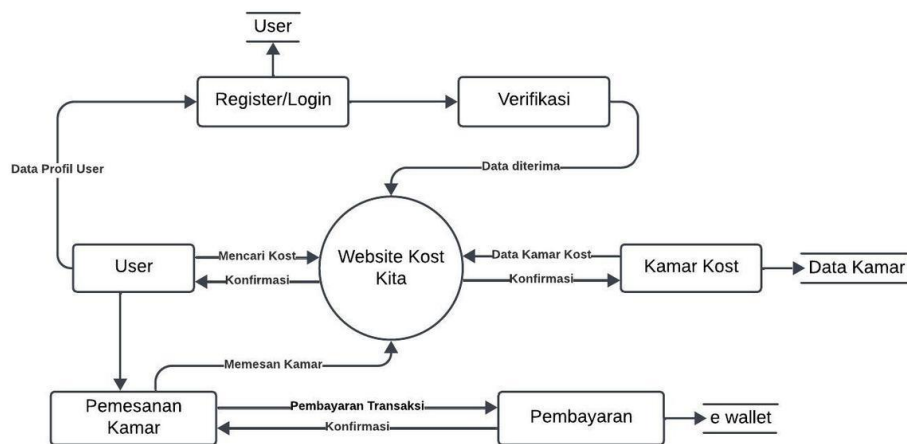 User
Register/Login
Verifikasi
Data Profil User
Data diterima
User
Mencari Kost
Konfirmasi
Website Kost
Kita
Data Kamar Kost
Konfirmasi
Kamar Kost
Data Kamar
Memesan Kamar
Pemesanan
Kamar
Pembayaran Transaksi
Konfirmasi
Pembayaran
e wallet